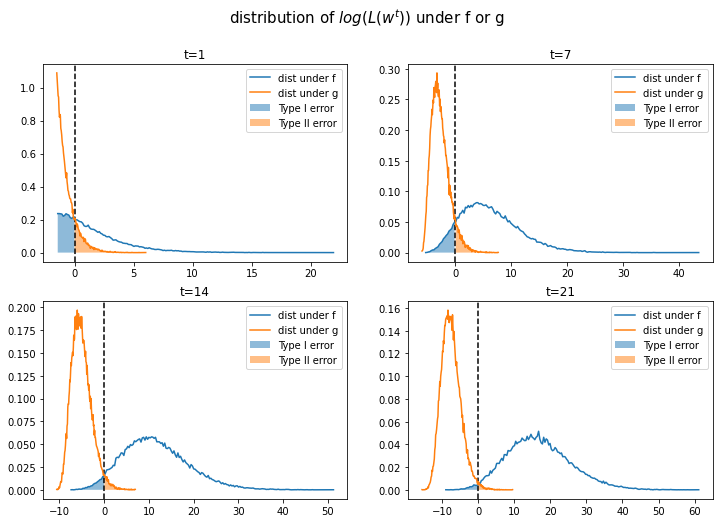 distribution of log(L(w^t)) under f or g
t=1
1.0
0.8
0.6
0.4
0.2
0.0
0
5
10
15
20
dist under f
dist under g
Type I error
Type II error
t=7
0.30
0.25
0.20
0.15
0.10
0.05
0.00
0
10
20
30
40
dist under f
dist under g
Type I error
Type II error
t=14
0.200
0.175
0.150
0.125
0.100
0.075
0.050
0.025
0.000
−10
0
10
20
30
40
50
dist under f
dist under g
Type I error
Type II error
t=21
0.16
0.14
0.12
0.10
0.08
0.06
0.04
0.02
0.00
−10
0
10
20
30
40
50
60
dist under f
dist under g
Type I error
Type II error